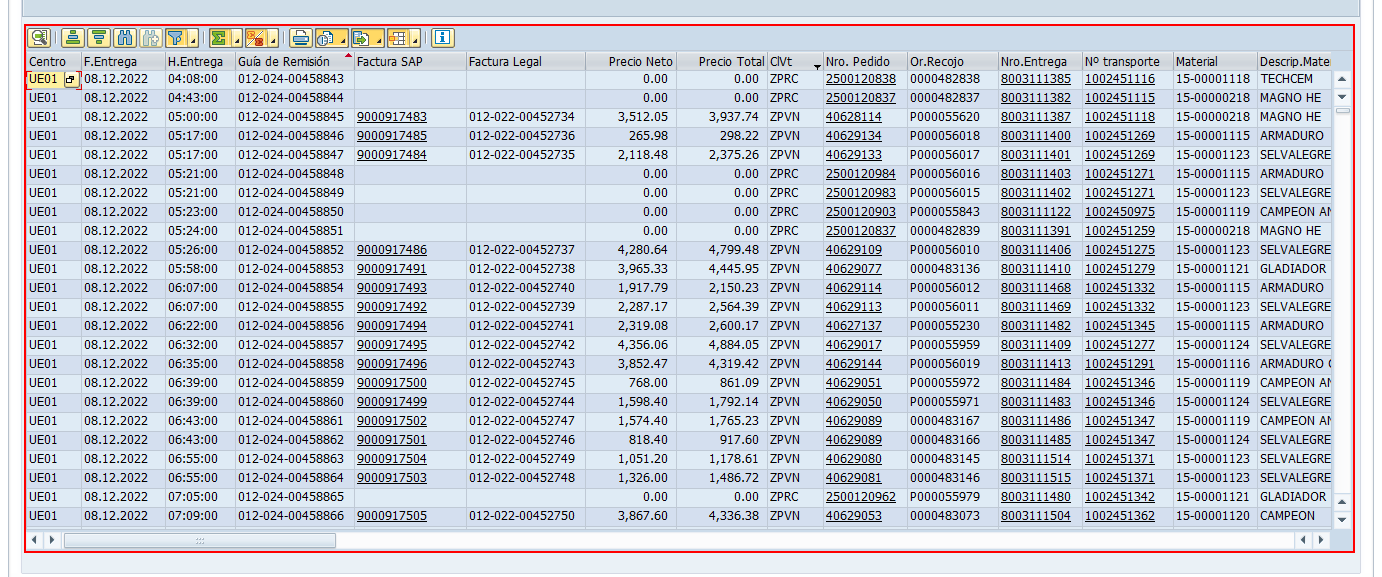 Centro F.Entrega H.Entrega Guía de Remisión Factura SAP Factura Legal Precio Neto Precio Total ClVt Nro. Pedido Or.Recojo Nro.Entrega Nº transporte Material Descrip.Mate
UE01 08.12.2022 04:08:00 012-024-00458843 0.00 0.00 ZPRC 2500120838 0000482838 8003111385 1002451116 15-00001118 TECHCEM
UE01 08.12.2022 04:43:00 012-024-00458844 0.00 0.00 ZPRC 2500120837 0000482837 8003111382 1002451115 15-00000218 MAGNO HE
UE01 08.12.2022 05:00:00 012-024-00458845 9000917483 012-022-00452734 3,512.05 3,937.74 ZPVN 40628114 P000055620 8003111387 1002451118 15-00000218 MAGNO HE
UE01 08.12.2022 05:17:00 012-024-00458846 9000917485 012-022-00452736 265.98 298.22 ZPVN 40629134 P000056018 8003111400 1002451269 15-00001115 ARMADURO
UE01 08.12.2022 05:17:00 012-024-00458847 9000917484 012-022-00452735 2,118.48 2,375.26 ZPVN 40629133 P000056017 8003111401 1002451269 15-00001123 SELVALEGRE
UE01 08.12.2022 05:21:00 012-024-00458848 0.00 0.00 ZPRC 2500120984 P000056016 8003111403 1002451271 15-00001115 ARMADURO
UE01 08.12.2022 05:21:00 012-024-00458849 0.00 0.00 ZPRC 2500120983 P000056015 8003111402 1002451271 15-00001123 SELVALEGRE
UE01 08.12.2022 05:23:00 012-024-00458850 0.00 0.00 ZPRC 2500120903 P000055843 8003111122 1002450975 15-00001119 CAMPEON AN
UE01 08.12.2022 05:24:00 012-024-00458851 0.00 0.00 ZPRC 2500120837 0000482839 8003111391 1002451259 15-00000218 MAGNO HE
UE01 08.12.2022 05:26:00 012-024-00458852 9000917486 012-022-00452737 4,280.64 4,799.48 ZPVN 40629109 P000056010 8003111406 1002451275 15-00001123 SELVALEGRE
UE01 08.12.2022 05:58:00 012-024-00458853 9000917491 012-022-00452738 3,965.33 4,445.95 ZPVN 40629077 0000483136 8003111410 1002451279 15-00001121 GLADIADOR
UE01 08.12.2022 06:07:00 012-024-00458854 9000917493 012-022-00452740 1,917.79 2,150.23 ZPVN 40629114 P000056012 8003111468 1002451332 15-00001115 ARMADURO
UE01 08.12.2022 06:07:00 012-024-00458855 9000917492 012-022-00452739 2,287.17 2,564.39 ZPVN 40629113 P000056011 8003111469 1002451332 15-00001123 SELVALEGRE
UE01 08.12.2022 06:22:00 012-024-00458856 9000917494 012-022-00452741 2,319.08 2,600.17 ZPVN 40627137 P000055230 8003111482 1002451345 15-00001115 ARMADURO
UE01 08.12.2022 06:32:00 012-024-00458857 9000917495 012-022-00452742 4,356.06 4,884.05 ZPVN 40629017 P000055959 8003111409 1002451277 15-00001124 SELVALEGRE
UE01 08.12.2022 06:35:00 012-024-00458858 9000917496 012-022-00452743 3,852.47 4,319.42 ZPVN 40629144 P000056019 8003111413 1002451291 15-00001116 ARMADURO
UE01 08.12.2022 06:39:00 012-024-00458859 9000917500 012-022-00452745 768.00 861.09 ZPVN 40629051 P000055972 8003111484 1002451346 15-00001119 CAMPEON AN
UE01 08.12.2022 06:39:00 012-024-00458860 9000917499 012-022-00452744 1,598.40 1,792.14 ZPVN 40629050 P000055971 8003111483 1002451346 15-00001124 SELVALEGRE
UE01 08.12.2022 06:43:00 012-024-00458861 9000917502 012-022-00452747 1,574.40 1,765.23 ZPVN 40629089 0000483167 8003111486 1002451347 15-00001119 CAMPEON AN
UE01 08.12.2022 06:43:00 012-024-00458862 9000917501 012-022-00452746 818.40 917.60 ZPVN 40629089 0000483166 8003111485 1002451347 15-00001124 SELVALEGRE
UE01 08.12.2022 06:55:00 012-024-00458863 9000917504 012-022-00452749 1,051.20 1,178.61 ZPVN 40629080 0000483145 8003111514 1002451371 15-00001123 SELVALEGRE
UE01 08.12.2022 06:55:00 012-024-00458864 9000917503 012-022-00452748 1,326.00 1,486.72 ZPVN 40629081 0000483146 8003111515 1002451371 15-00001123 SELVALEGRE
UE01 08.12.2022 07:05:00 012-024-00458865 0.00 0.00 ZPRC 2500120962 P000055979 8003111480 1002451342 15-00001121 GLADIADOR
UE01 08.12.2022 07:09:00 012-024-00458866 9000917505 012-022-00452750 3,867.60 4,336.38 ZPVN 40629053 0000483073 8003111504 1002451362 15-00001120 CAMPEON